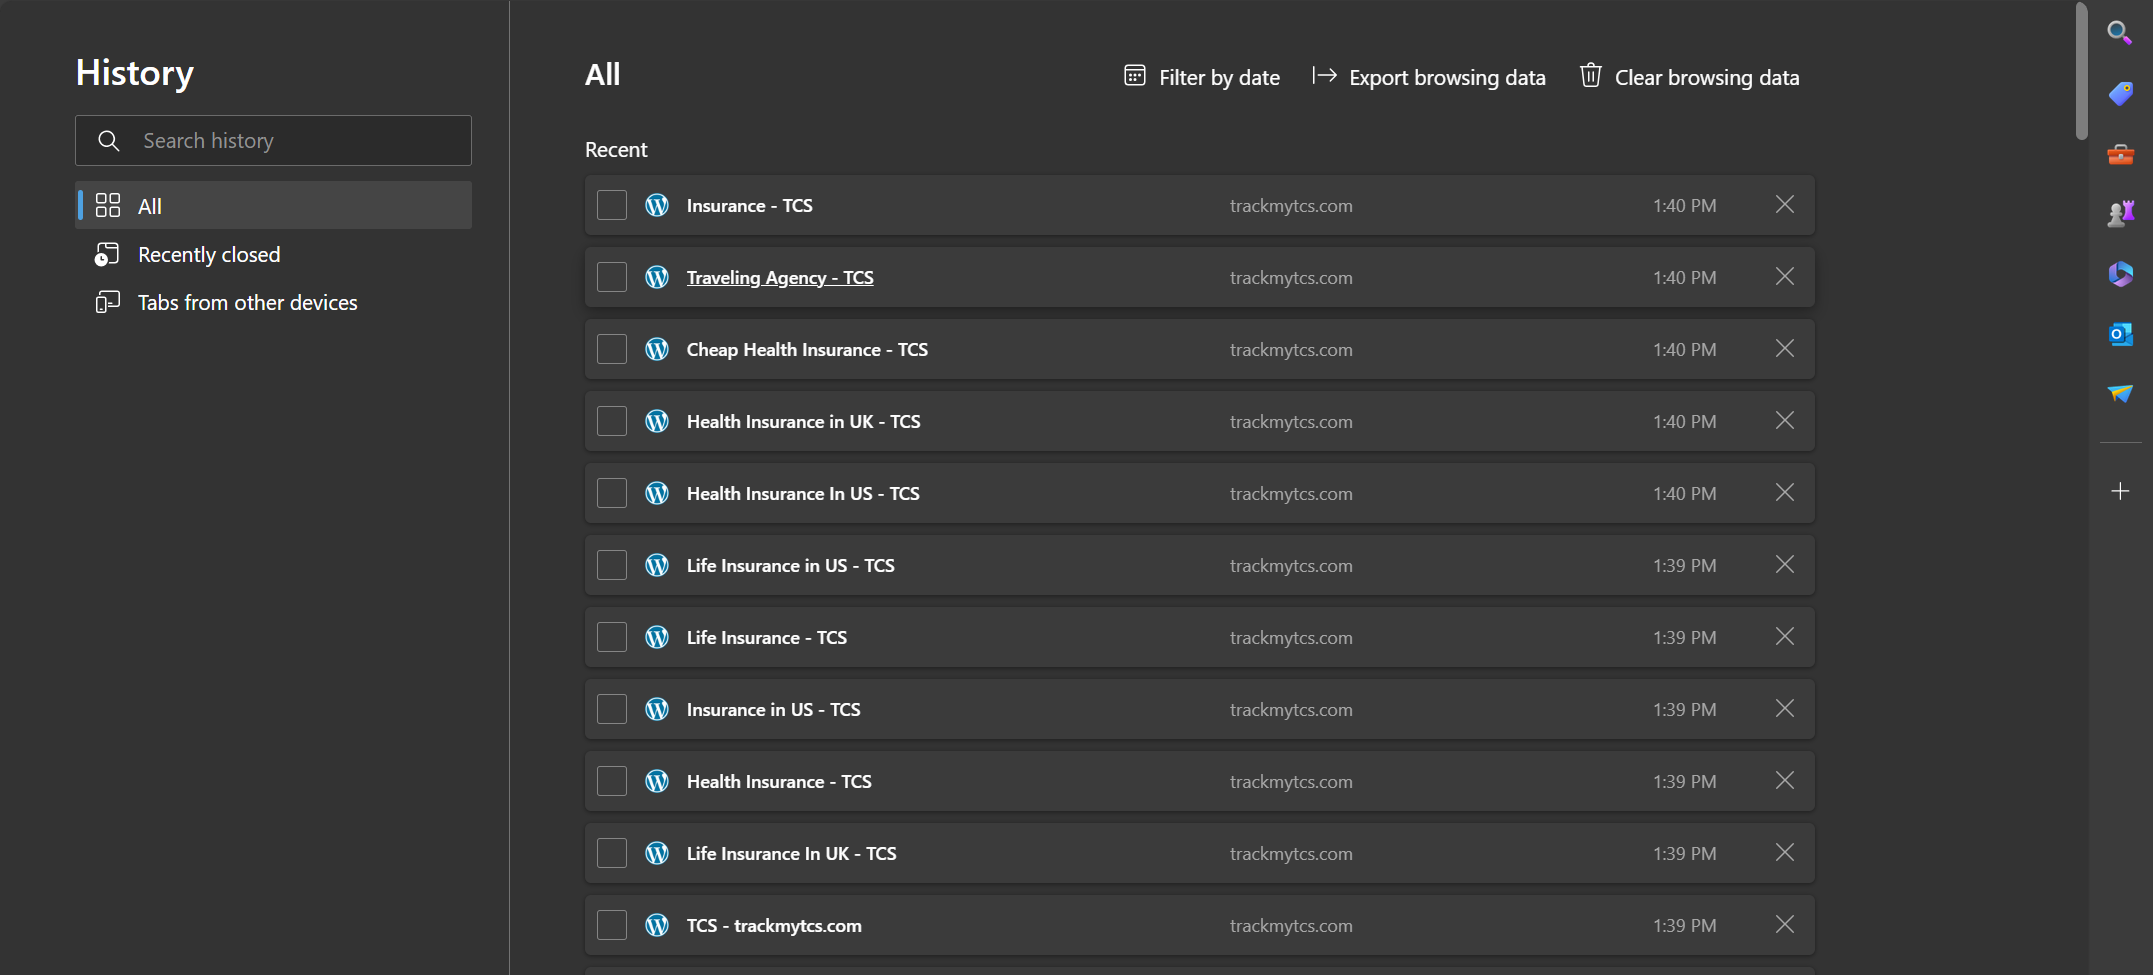 History
Search history
All
Recently closed
Tabs from other devices
All
Filter by date
Export browsing data
Clear browsing data
Recent
Insurance - TCS trackmytcs.com 1:40 PM
Traveling Agency - TCS trackmytcs.com 1:40 PM
Cheap Health Insurance - TCS trackmytcs.com 1:40 PM
Health Insurance in UK - TCS trackmytcs.com 1:40 PM
Health Insurance In US - TCS trackmytcs.com 1:40 PM
Life Insurance in US - TCS trackmytcs.com 1:39 PM
Life Insurance - TCS trackmytcs.com 1:39 PM
Insurance in US - TCS trackmytcs.com 1:39 PM
Health Insurance - TCS trackmytcs.com 1:39 PM
Life Insurance In UK - TCS trackmytcs.com 1:39 PM
TCS - trackmytcs.com trackmytcs.com 1:39 PM